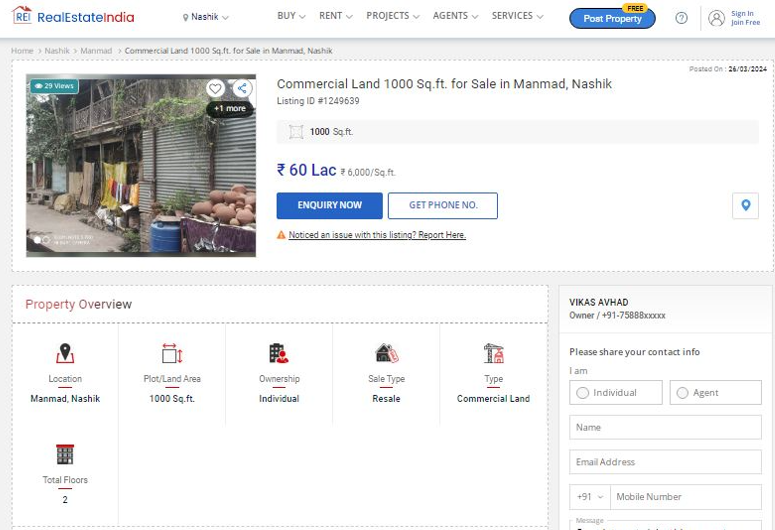 REI RealEstateIndia
Nashik
BUY
RENT
PROJECTS
AGENTS
SERVICES
FREE
Post Property
Sign In
Join Free
Home > Nashik > Manmad > Commercial Land 1000 Sq.ft. for Sale in Manmad, Nashik
Posted On : 26/03/2024
29 Views
+1 more
Commercial Land 1000 Sq.ft. for Sale in Manmad, Nashik
Listing ID #1249639
1000 Sq.ft.
₹ 60 Lac ₹ 6,000/Sq.ft.
ENQUIRY NOW
GET PHONE NO.
Noticed an issue with this listing? Report Here.
Property Overview
Location
Manmad, Nashik
Plot/Land Area
1000 Sq.ft.
Ownership
Individual
Sale Type
Resale
Type
Commercial Land
Total Floors
2
VIKAS AVHAD
Owner / +91-75888xxxxx
Please share your contact info
I am
Individual
Agent
Name
Email Address
+91
Mobile Number
Message